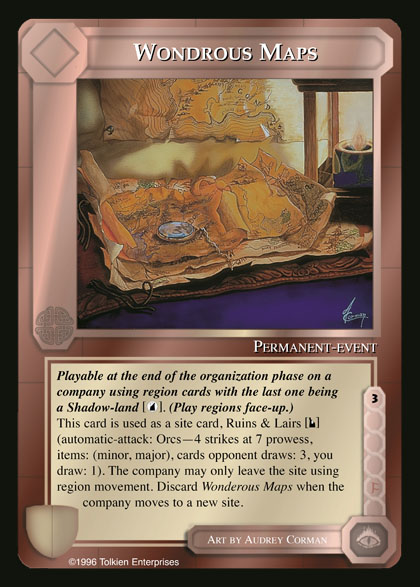 Wondrous Maps
Corman
Permanent-event
Playable at the end of the organization phase on a
company using region cards with the last one being
a Shadow-land [ ]. (Play regions face-up.)
This card is used as a site card, Ruins & Lairs [ ]
(automatic-attack: Orcs—4 strikes at 7 prowess,
items: (minor, major), cards opponent draws: 3, you
draw: 1). The company may only leave the site using
region movement. Discard Wondrous Maps when the
company moves to a new site.
3
R
Art by Audrey Corman
©1996 Tolkien Enterprises